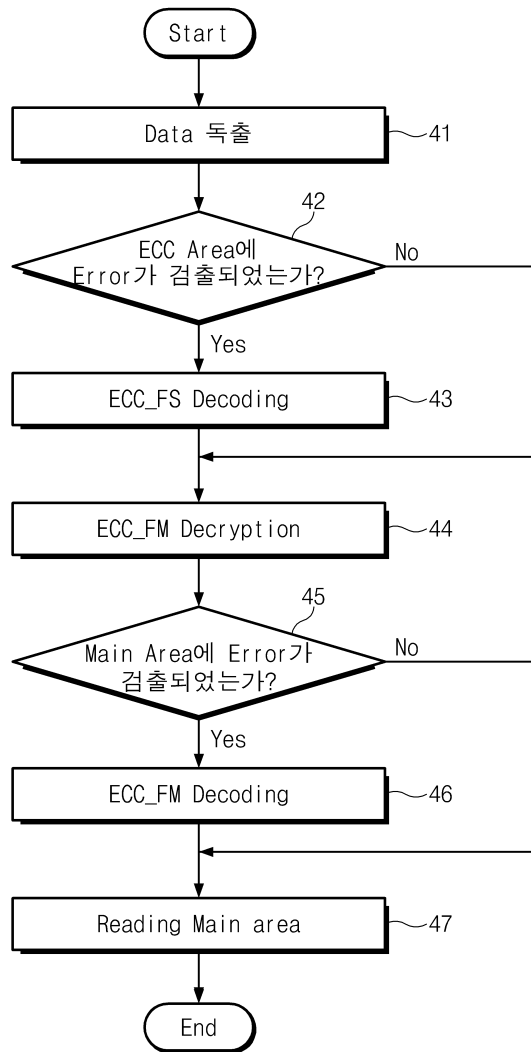 Start
Data 독출
41
42
ECC Area에
Error가 검출되었는가?
No
Yes
ECC_FS Decoding
43
ECC_FM Decryption
44
45
Main Area에 Error가
검출되었는가?
No
Yes
ECC_FM Decoding
46
Reading Main area
47
End